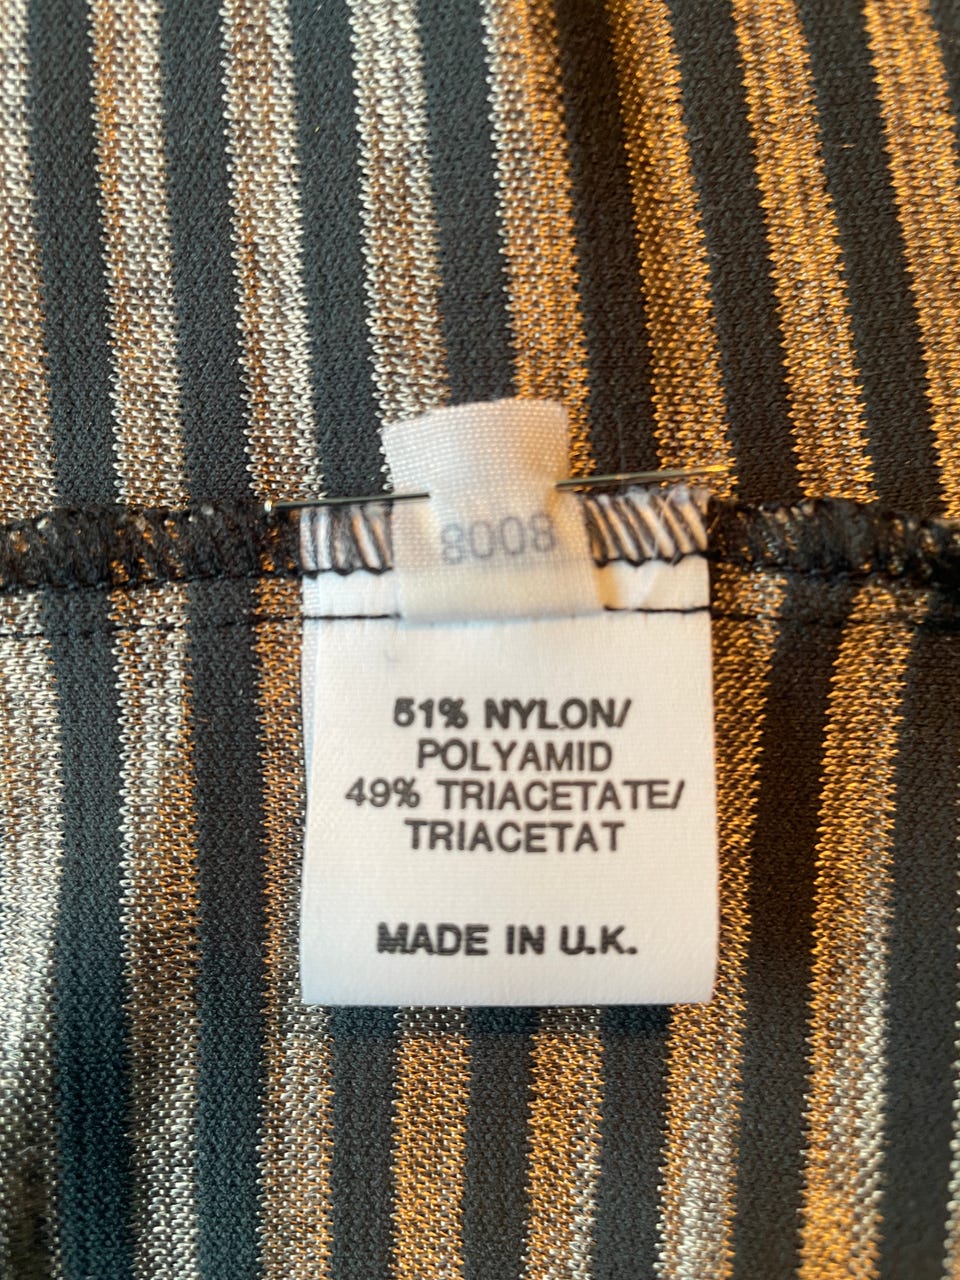 8008
51% NYLON/
POLYAMID
49% TRIACETATE/
TRIACETAT
MADE IN U.K.